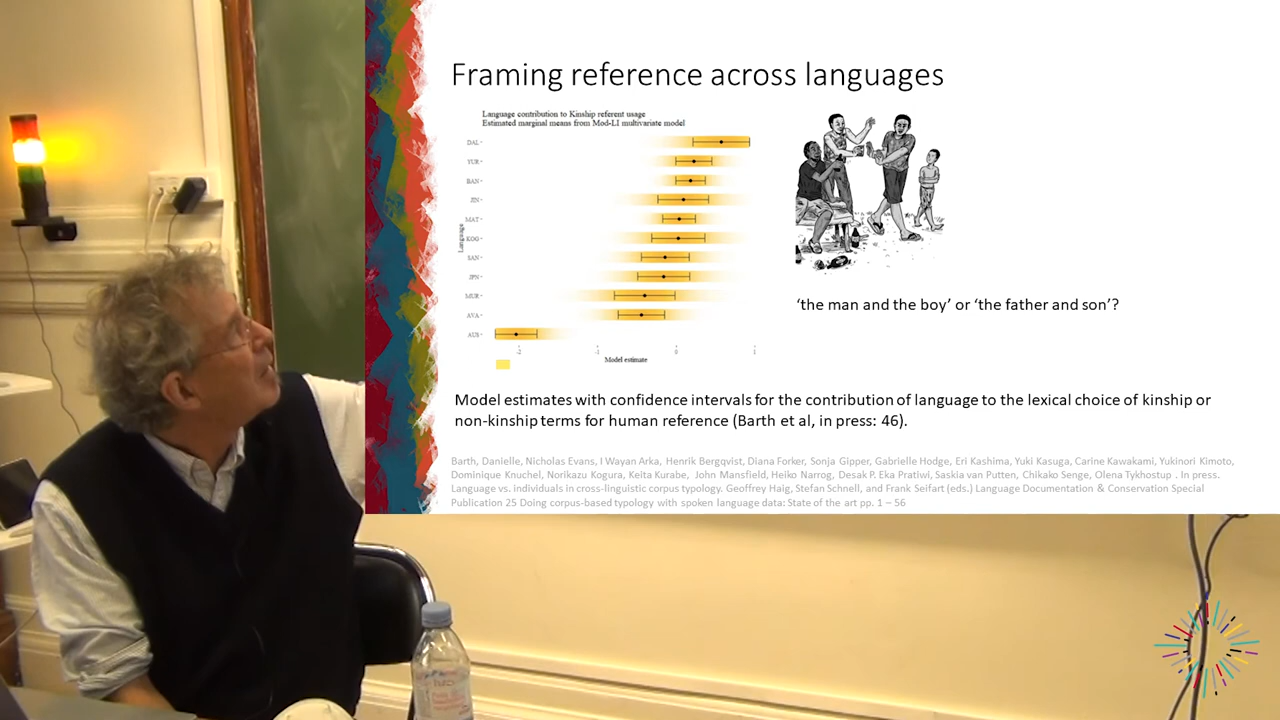 Framing reference across languages
Language contribution to Kinship referent usage
Estimated marginal means from Mod-LI multivariate model
DAL
YUR
BAN
JIN
MAT
KOG
SAN
JPN
MUR
AVA
AUS
Language
-2 -1 0 1
Model estimate
‘the man and the boy’ or ‘the father and son’?
Model estimates with confidence intervals for the contribution of language to the lexical choice of kinship or
non-kinship terms for human reference (Barth et al, in press: 46).
Barth, Danielle, Nicholas Evans, I Wayan Arka, Henrik Bergqvist, Diana Forker, Sonja Gipper, Gabrielle Hodge, Eri Kashima, Yuki Kasuga, Carine Kawakami, Yukinori Kimoto,
Dominique Knuchel, Norikazu Kogura, Keita Kurabe, John Mansfield, Heiko Narrog, Desak P. Eka Pratiwi, Saskia van Putten, Chikako Senge, Olena Tykhostup . In press.
Language vs. individuals in cross-linguistic corpus typology. Geoffrey Haig, Stefan Schnell, and Frank Seifart (eds.) Language Documentation & Conservation Special
Publication 25 Doing corpus-based typology with spoken language data: State of the art pp. 1 – 56